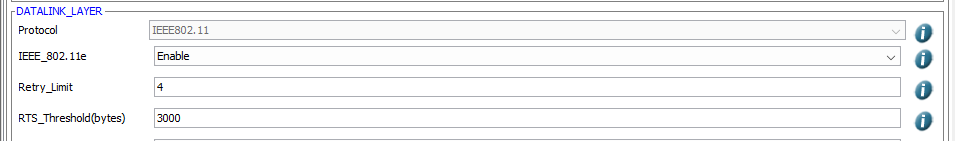 DATALINK_LAYER
Protocol IEEE802.11
IEEE_802.11e Enable
Retry_Limit 4
RTS_Threshold(bytes) 3000